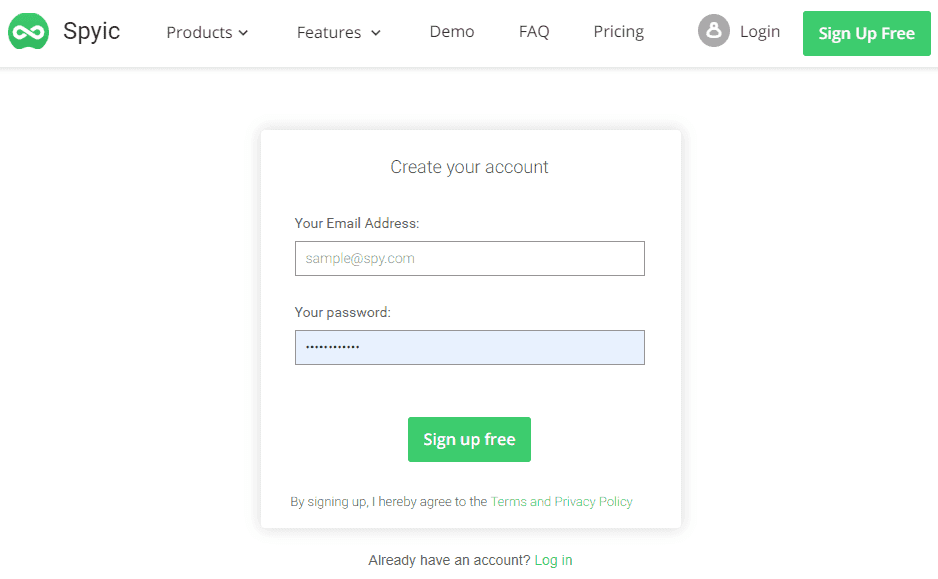 Spyic Products Features Demo FAQ Pricing Login Sign Up Free
Create your account
Your Email Address:
sample@spy.com
Your password:
••••••••••••
Sign up free
By signing up, I hereby agree to the Terms and Privacy Policy
Already have an account? Log in